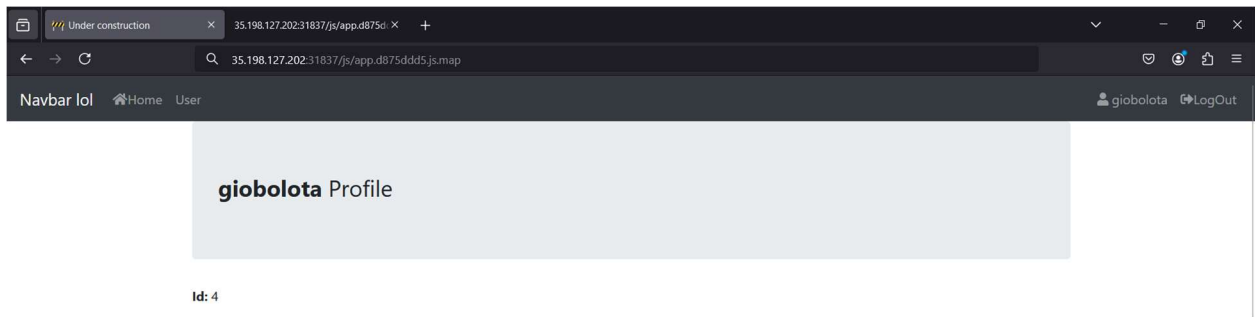 Under construction
35.198.127.202:31837/js/app.d875d
35.198.127.202:31837/js/app.d875ddd5.js.map
Navbar lol Home User giobolota LogOut
giobolota Profile
Id: 4